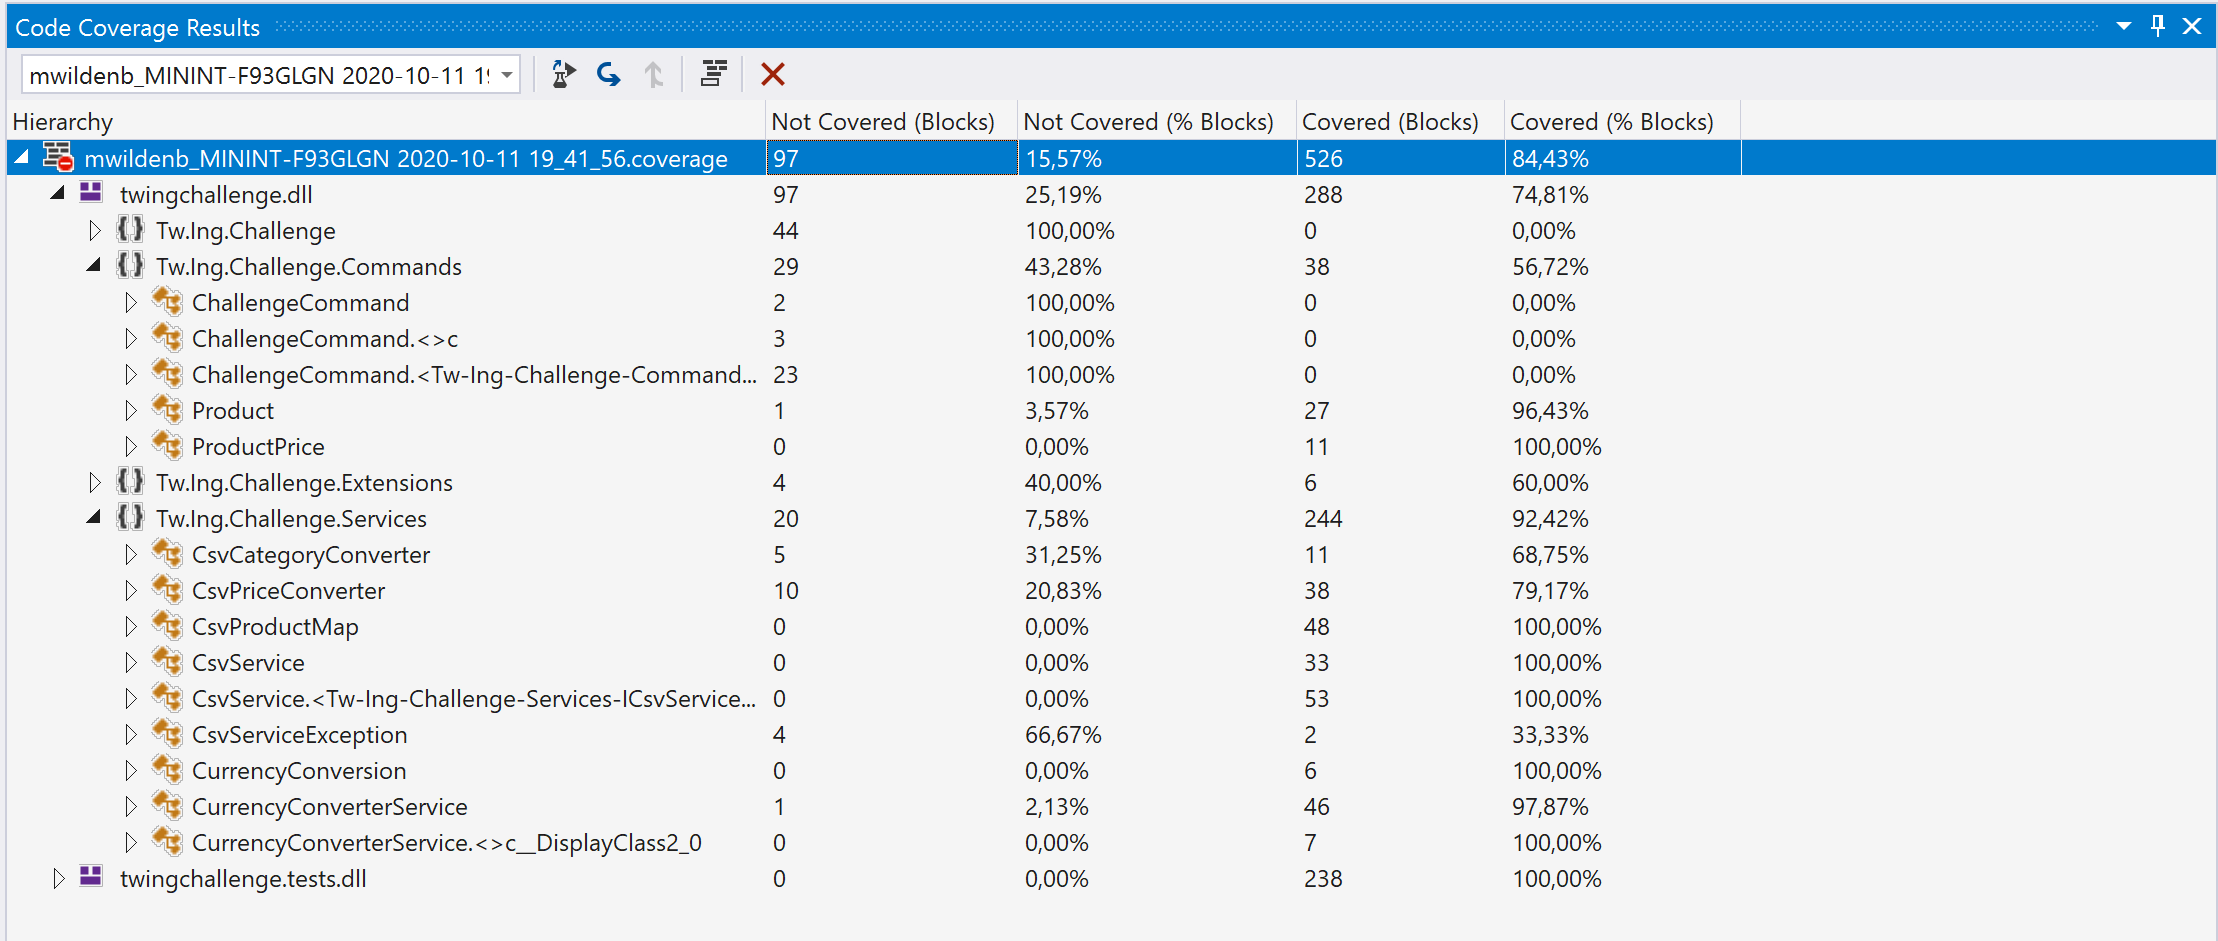 Code Coverage Results
mwildenb_MININT-F93GLGN 2020-10-11 19
Hierarchy Not Covered (Blocks) Not Covered (% Blocks) Covered (Blocks) Covered (% Blocks)
mwildenb_MININT-F93GLGN 2020-10-11 19_41_56.coverage 97 15,57% 526 84,43%
twingchallenge.dll 97 25,19% 288 74,81%
Tw.Ing.Challenge 44 100,00% 0 0,00%
Tw.Ing.Challenge.Commands 29 43,28% 38 56,72%
ChallengeCommand 2 100,00% 0 0,00%
ChallengeCommand.<>c 3 100,00% 0 0,00%
ChallengeCommand.<Tw-Ing-Challenge-Command... 23 100,00% 0 0,00%
Product 1 3,57% 27 96,43%
ProductPrice 0 0,00% 11 100,00%
Tw.Ing.Challenge.Extensions 4 40,00% 6 60,00%
Tw.Ing.Challenge.Services 20 7,58% 244 92,42%
CsvCategoryConverter 5 31,25% 11 68,75%
CsvPriceConverter 10 20,83% 38 79,17%
CsvProductMap 0 0,00% 48 100,00%
CsvService 0 0,00% 33 100,00%
CsvService.<Tw-Ing-Challenge-Services-ICsvService... 0 0,00% 53 100,00%
CsvServiceException 4 66,67% 2 33,33%
CurrencyConversion 0 0,00% 6 100,00%
CurrencyConverterService 1 2,13% 46 97,87%
CurrencyConverterService.<>c__DisplayClass2_0 0 0,00% 7 100,00%
twingchallenge.tests.dll 0 0,00% 238 100,00%